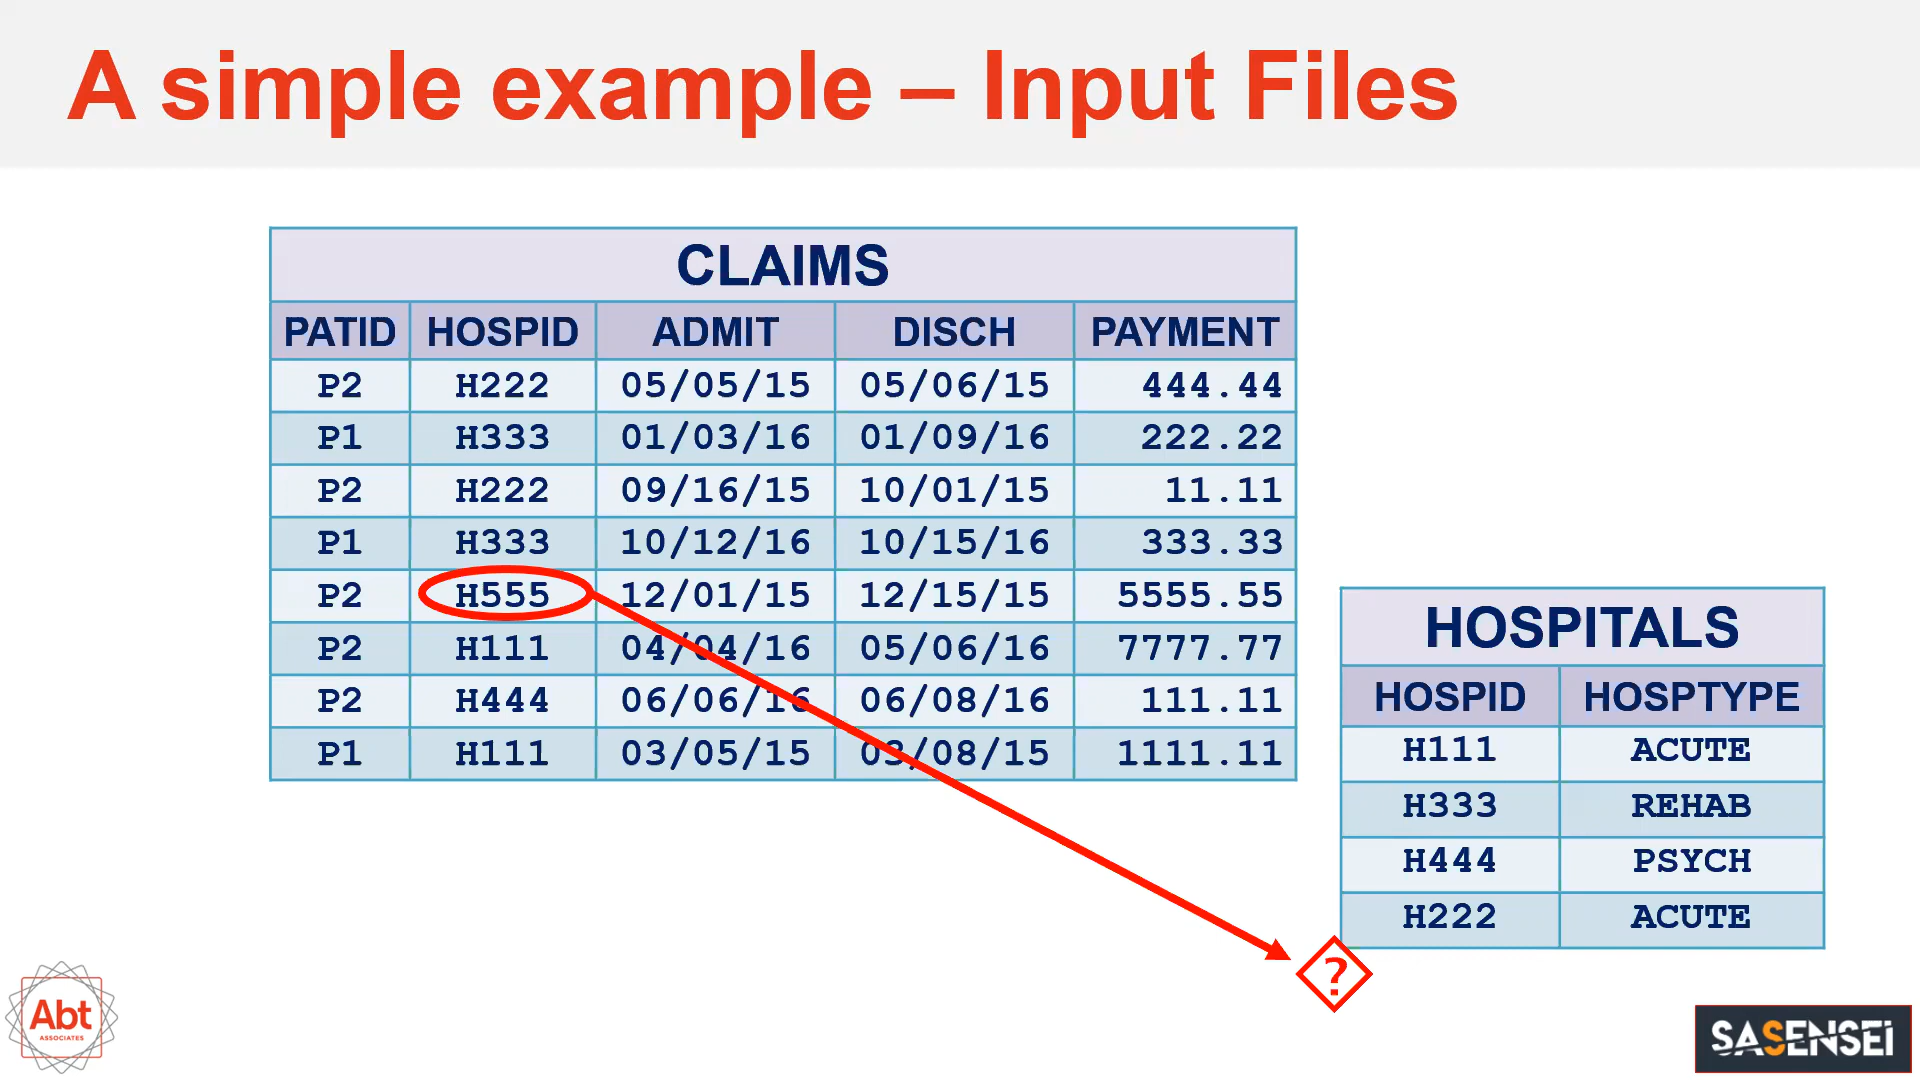 A simple example – Input Files
CLAIMS
PATID HOSPID ADMIT DISCH PAYMENT
P2 H222 05/05/15 05/06/15 444.44
P1 H333 01/03/16 01/09/16 222.22
P2 H222 09/16/15 10/01/15 11.11
P1 H333 10/12/16 10/15/16 333.33
P2 H555 12/01/15 12/15/15 5555.55
P2 H111 04/04/16 05/06/16 7777.77
P2 H444 06/06/16 06/08/16 111.11
P1 H111 03/05/15 03/08/15 1111.11
HOSPITALS
HOSPID HOSPTYPE
H111 ACUTE
H333 REHAB
H444 PSYCH
H222 ACUTE
?
Abt
ASSOCIATES
SASENSEI